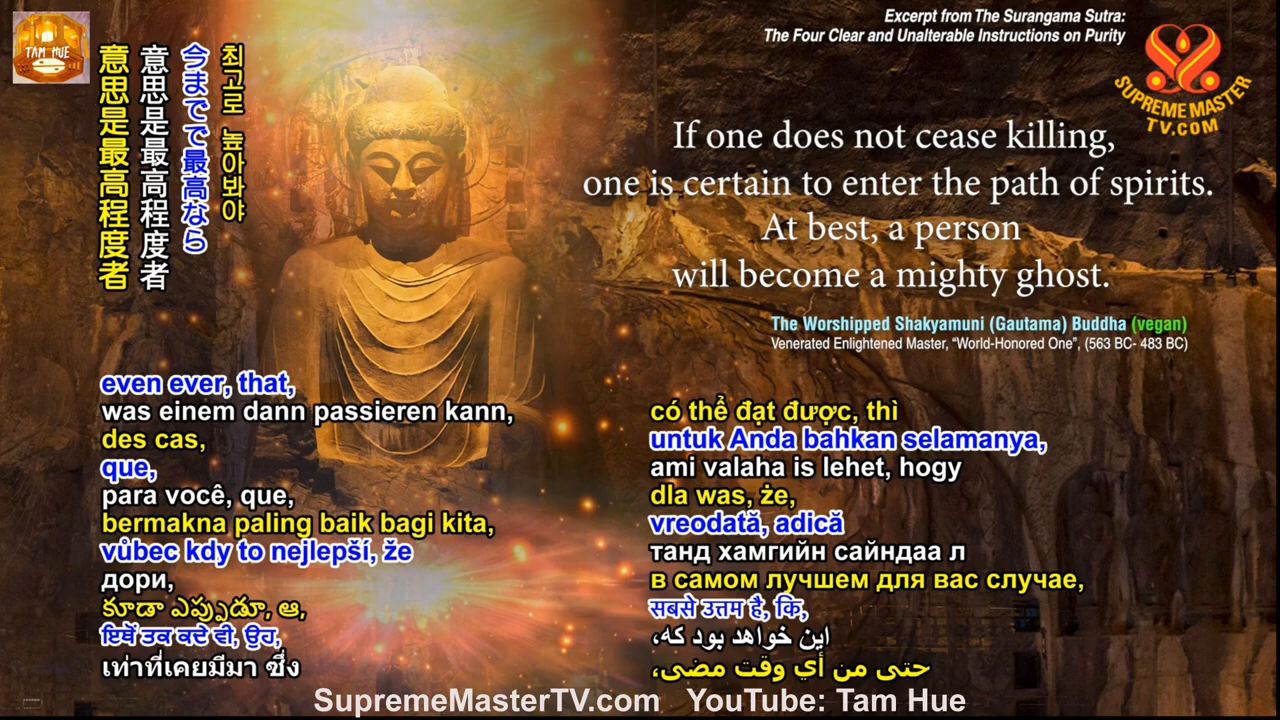 TAM HUE
Excerpt from The Surangama Sutra:
The Four Clear and Unalterable Instructions on Purity
SUPREME MASTER
TV.COM
최고로 높아봐야
今までで最高なら
意思是最高程度者
意思是最高程度者
If one does not cease killing,
one is certain to enter the path of spirits.
At best, a person
will become a mighty ghost.
The Worshipped Shakyamuni (Gautama) Buddha (vegan)
Venerated Enlightened Master, “World-Honored One”, (563 BC- 483 BC)
even ever, that,
was einem dann passieren kann,
des cas,
que,
para você, que,
bermakna paling baik bagi kita,
vůbec kdy to nejlepší, že
дори,
కూడా ఎప్పుడూ, ఆ,
ਇਥੋਂ ਤਕ ਕਦੇ ਵੀ, ਉਹ,
เท่าที่เคยมีมา ซึ่ง
có thể đạt được, thì
untuk Anda bahkan selamanya,
ami valaha is lehet, hogy
dla was, że,
vreodată, adică
танд хамгийн сайндаа л
в самом лучшем для вас случае,
सबसे उत्तम है, कि,
این خواهد بود که،
حتى من أي وقت مضى،
SupremeMasterTV.com YouTube: Tam Hue